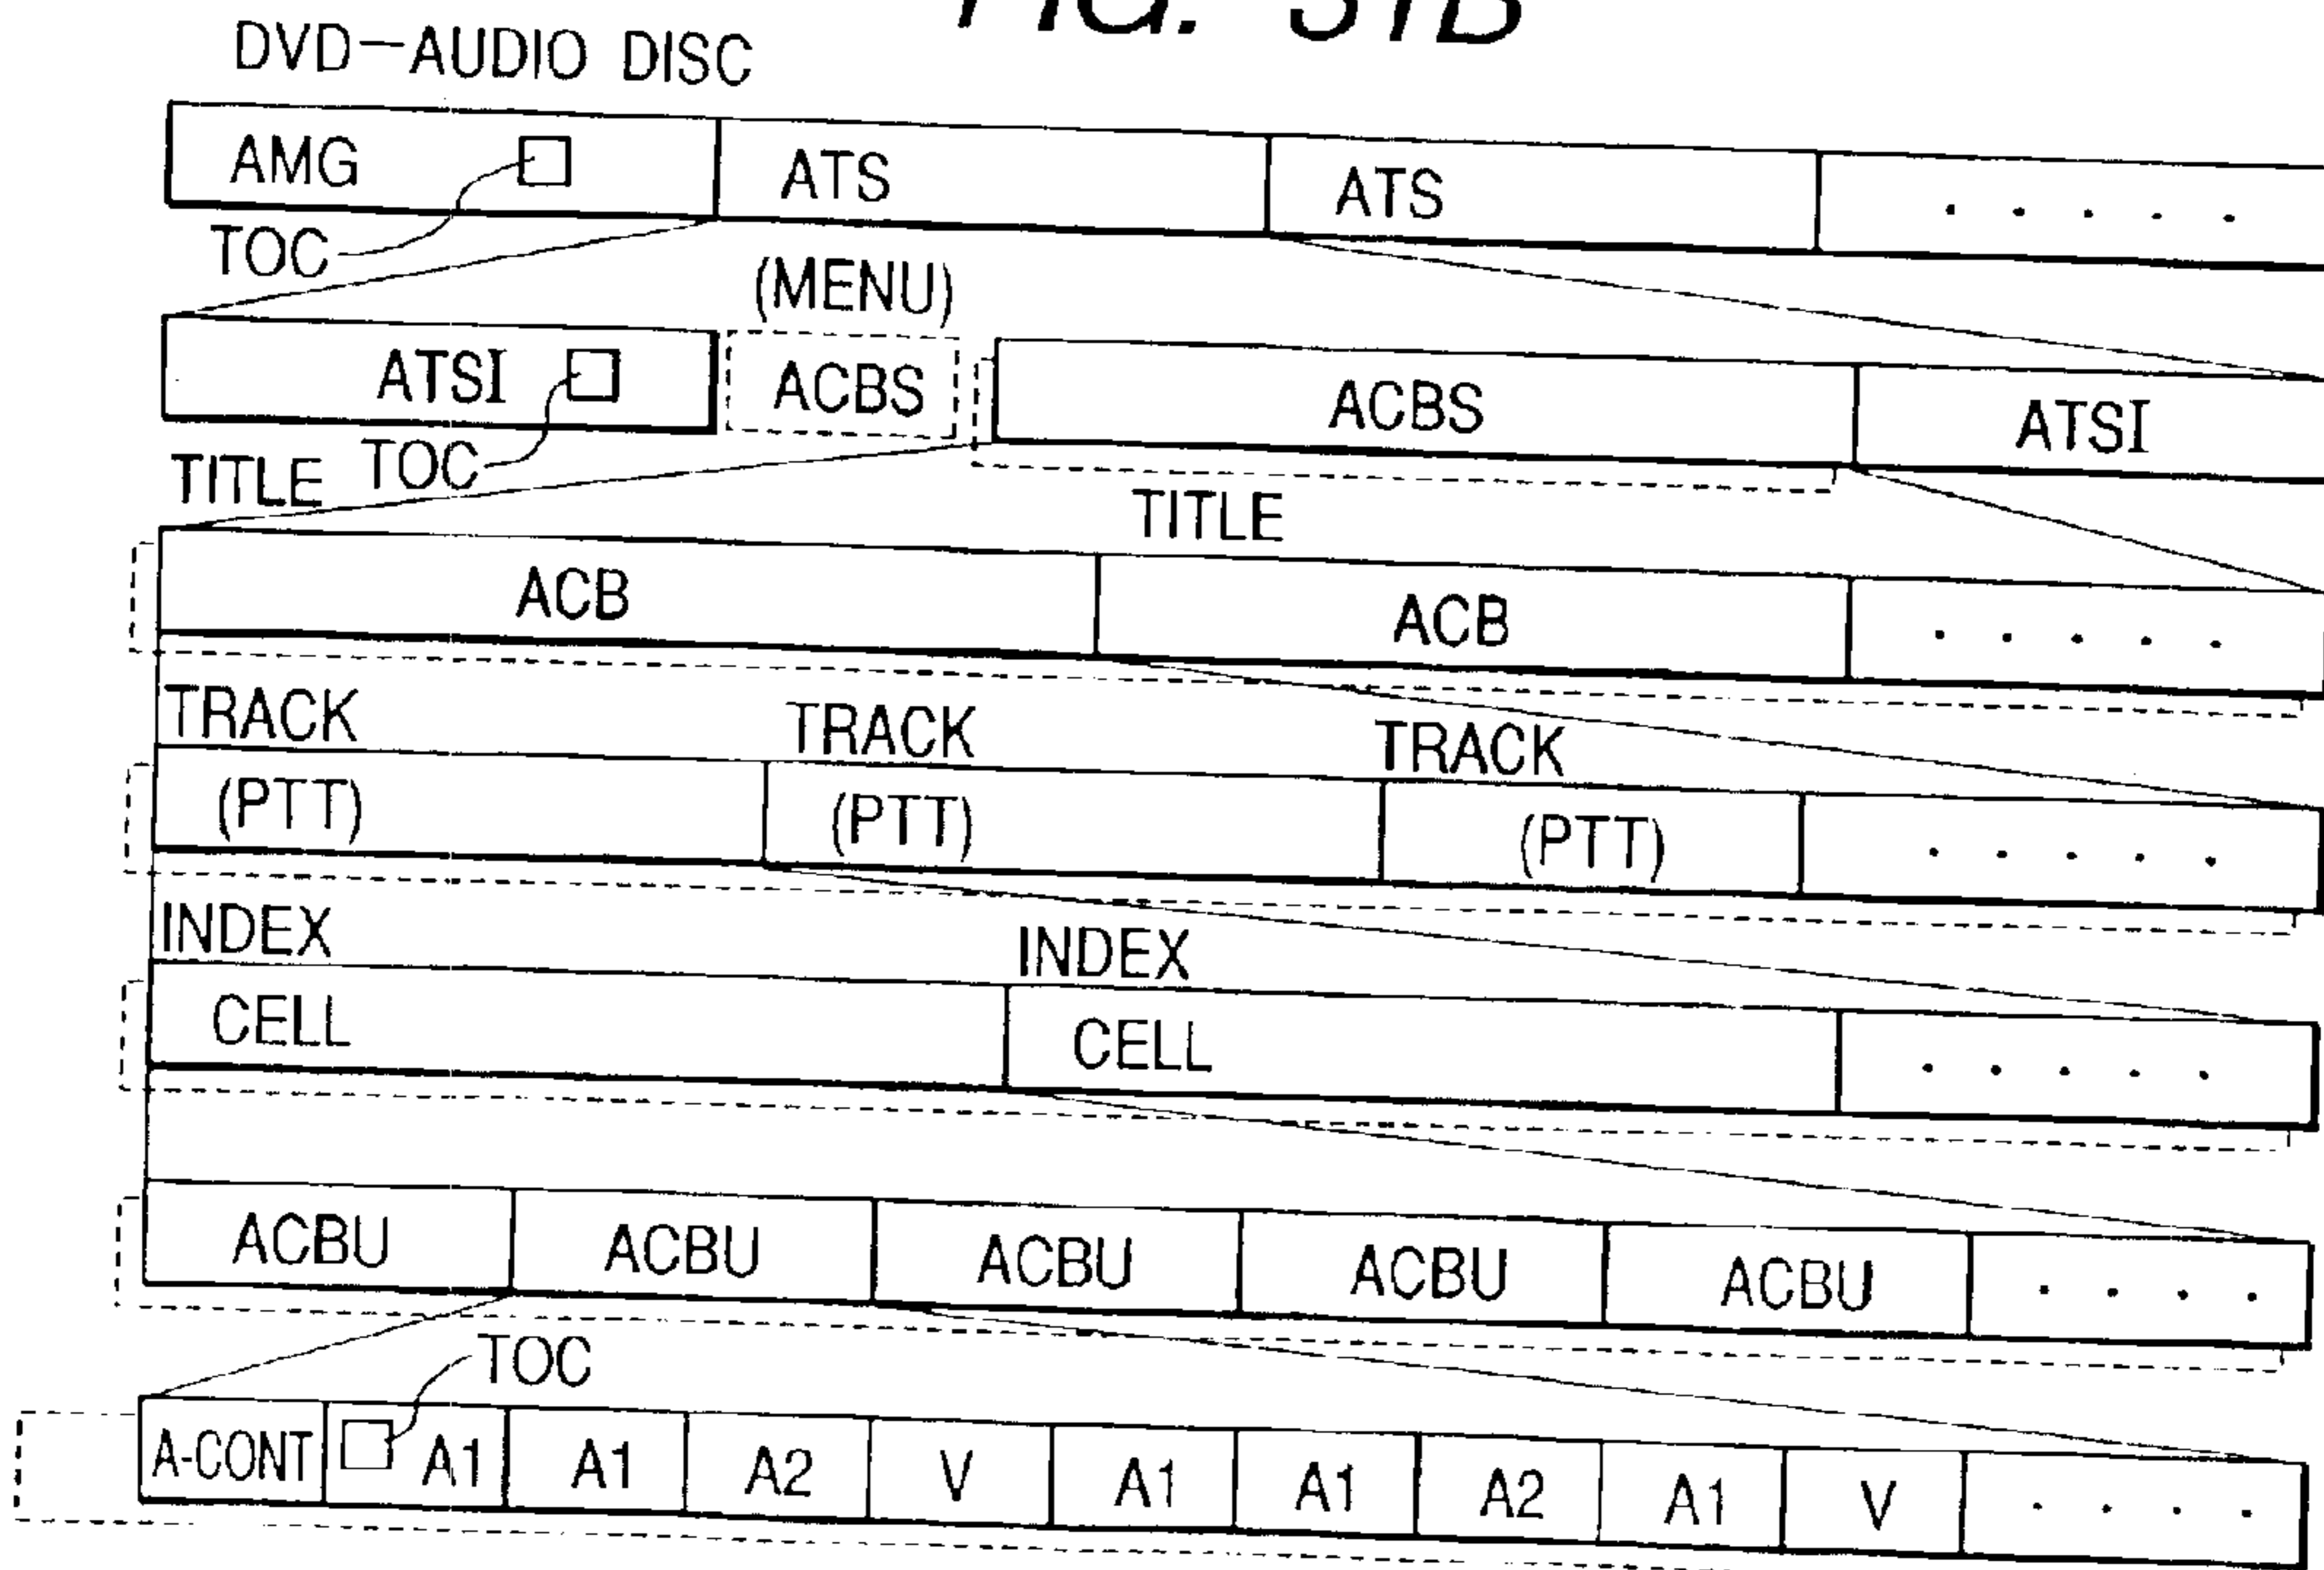 FIG. 31B
DVD-AUDIO DISC
AMG ATS ATS . . . . .
TOC
(MENU)
ATSI ACBS ACBS ATSI
TITLE TOC
TITLE
ACB ACB . . . . .
TRACK TRACK TRACK
(PTT) (PTT) (PTT) . . . . .
INDEX INDEX
CELL CELL . . . . .
ACBU ACBU ACBU ACBU ACBU . . . .
TOC
A-CONT A1 A1 A2 V A1 A1 A2 A1 V . . . .